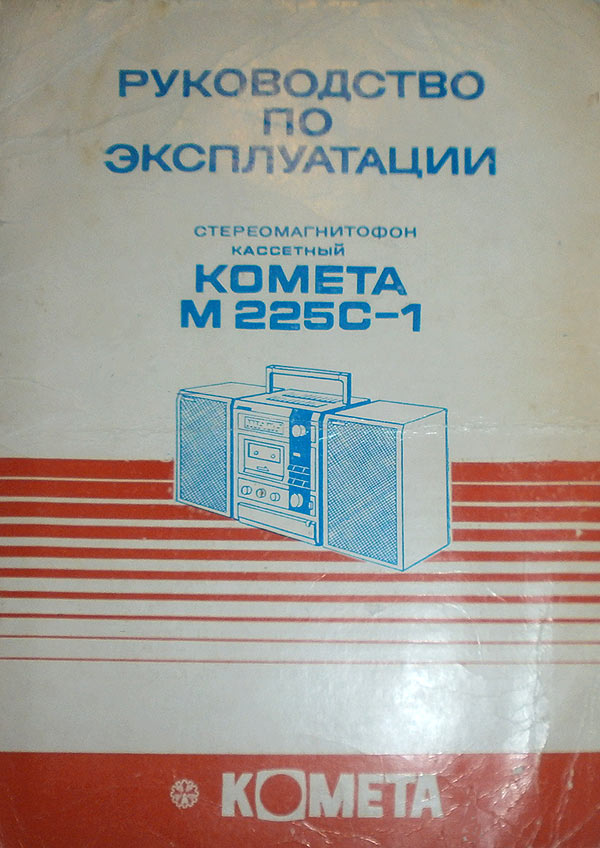 РУКОВОДСТВО
ПО
ЭКСПЛУАТАЦИИ
СТЕРЕОМАГНИТОФОН
КАССЕТНЫЙ
КОМЕТА
М 225С-1
КОМЕТА